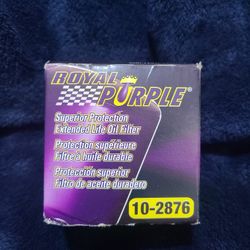 ROYAL
PURPLE®
Superior Protection
Extended Life Oil Filter
Protection supérieure
Filtre à huile durable
Protección superior
Filtro de aceite duradero
10-2876